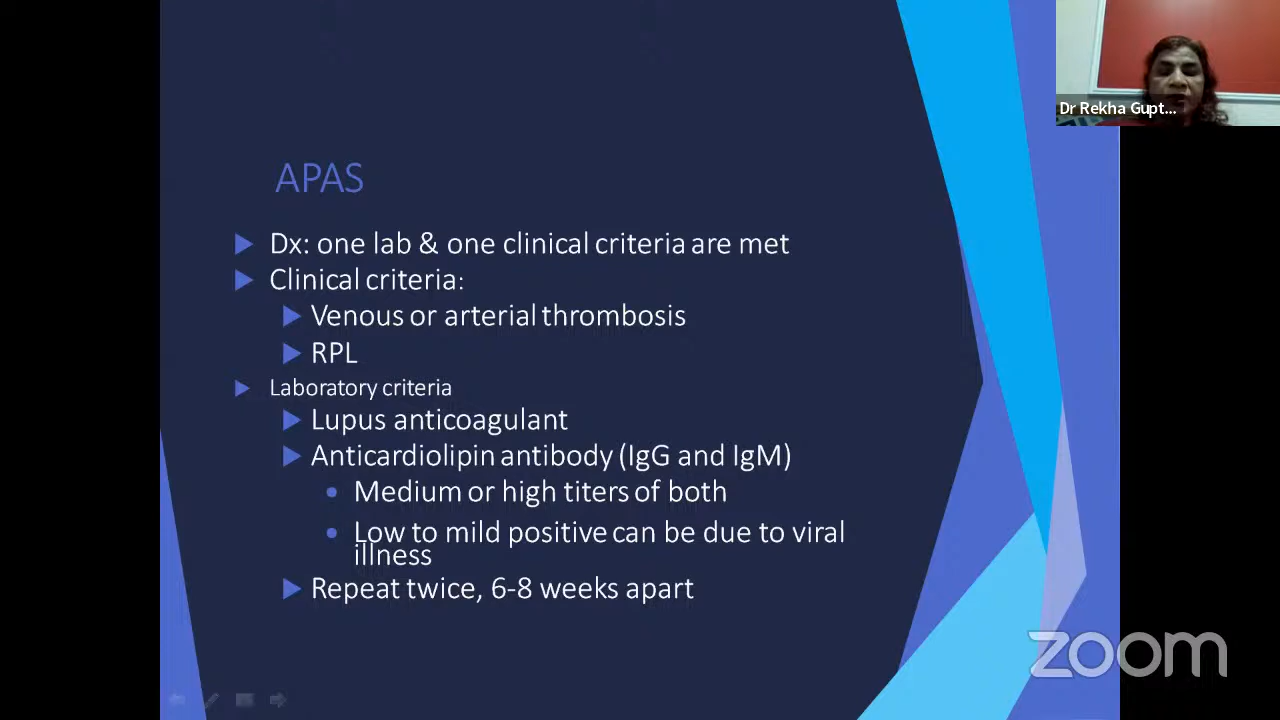 Dr Rekha Gupt...
APAS
Dx: one lab & one clinical criteria are met
Clinical criteria:
Venous or arterial thrombosis
RPL
Laboratory criteria
Lupus anticoagulant
Anticardiolipin antibody (IgG and IgM)
Medium or high titers of both
Low to mild positive can be due to viral
illness
Repeat twice, 6-8 weeks apart
zoom